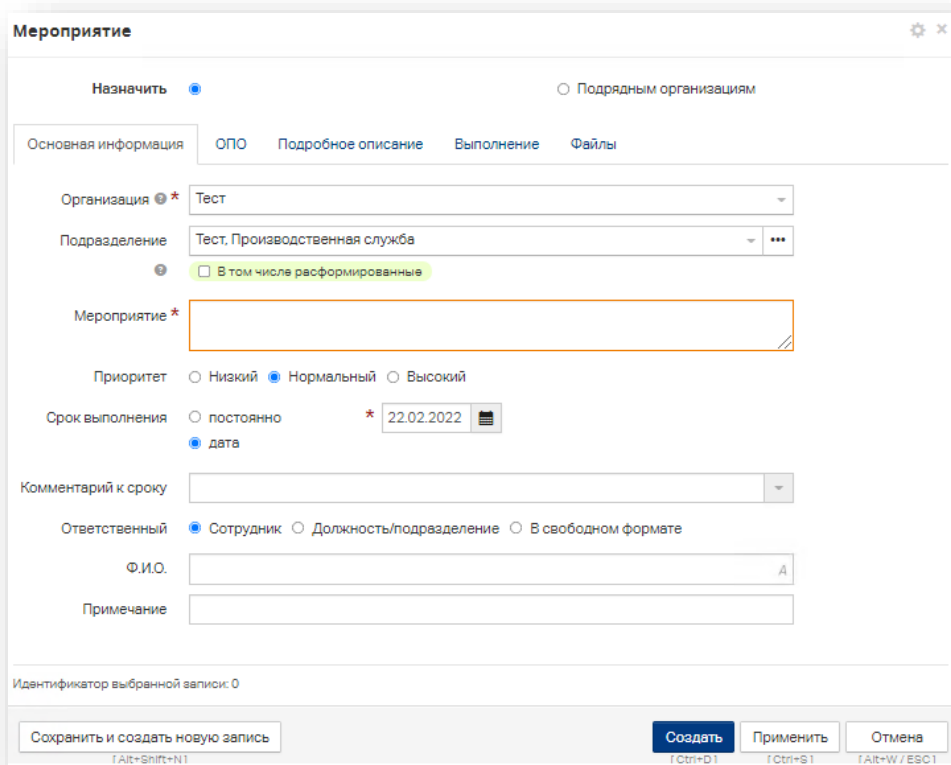 Мероприятие
Назначить Подрядным организациям
Основная информация ОПО Подробное описание Выполнение Файлы
Организация ? * Тест
Подразделение Тест, Производственная служба •••
? В том числе расформированные
Мероприятие *
Приоритет Низкий Нормальный Высокий
Срок выполнения постоянно * 22.02.2022
дата
Комментарий к сроку
Ответственный Сотрудник Должность/подразделение В свободном формате
Ф.И.О. A
Примечание
Идентификатор выбранной записи: 0
Сохранить и создать новую запись Создать Применить Отмена
[Alt+Shift+N] [Ctrl+D] [Ctrl+S] [Alt+W / ESC]